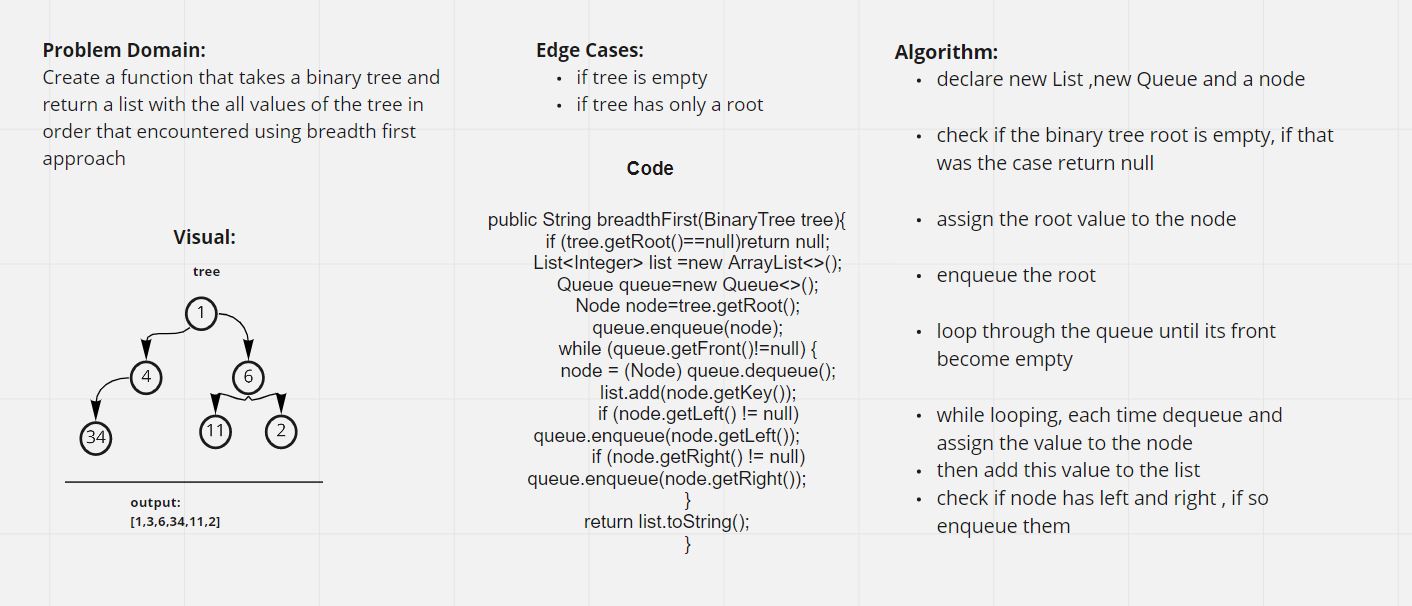 Problem Domain:
Create a function that takes a binary tree and
return a list with the all values of the tree in
order that encountered using breadth first
approach
Visual:
tree
1
4
6
34
11
2
output:
[1,3,6,34,11,2]
Edge Cases:
• if tree is empty
• if tree has only a root
Code
public String breadthFirst(BinaryTree tree){
if (tree.getRoot()==null)return null;
List<Integer> list =new ArrayList<>();
Queue queue=new Queue<>();
Node node=tree.getRoot();
queue.enqueue(node);
while (queue.getFront()!=null) {
node = (Node) queue.dequeue();
list.add(node.getKey());
if (node.getLeft() != null)
queue.enqueue(node.getLeft());
if (node.getRight() != null)
queue.enqueue(node.getRight());
}
return list.toString();
}
Algorithm:
• declare new List ,new Queue and a node
• check if the binary tree root is empty, if that
was the case return null
• assign the root value to the node
• enqueue the root
• loop through the queue until its front
become empty
• while looping, each time dequeue and
assign the value to the node
• then add this value to the list
• check if node has left and right , if so
enqueue them